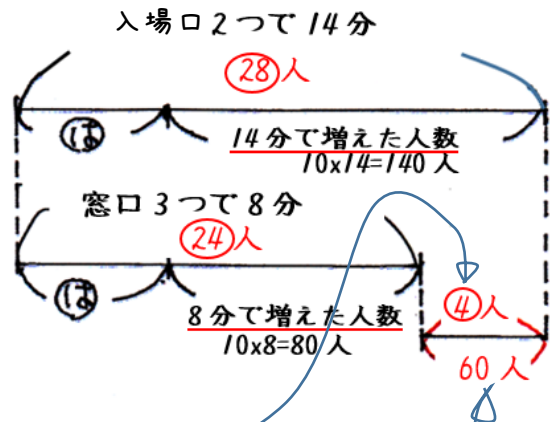 入場口2つで14分
㉘人
ほ
14分で増えた人数
10x14=140人
窓口3つで8分
㉔人
ほ
8分で増えた人数
10x8=80人
④人
60人